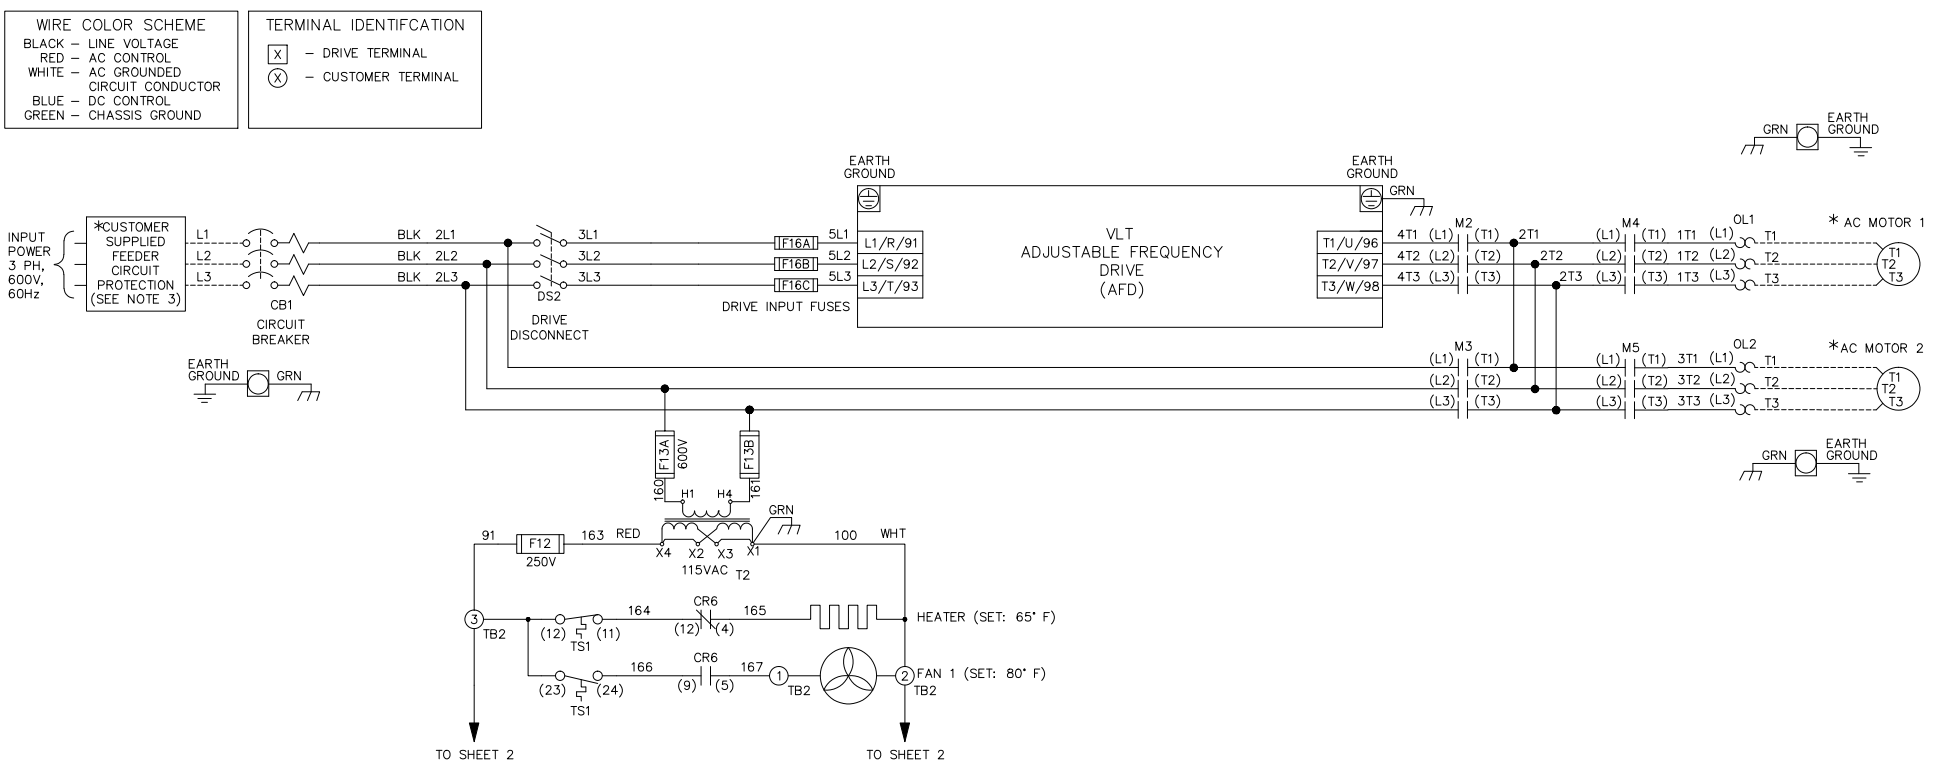 WIRE COLOR SCHEME
BLACK – LINE VOLTAGE
RED – AC CONTROL
WHITE – AC GROUNDED
CIRCUIT CONDUCTOR
BLUE – DC CONTROL
GREEN – CHASSIS GROUND
TERMINAL IDENTIFCATION
X – DRIVE TERMINAL
X – CUSTOMER TERMINAL
GRN
EARTH
GROUND
EARTH
GROUND
EARTH
GROUND
GRN
INPUT
POWER
3 PH,
600V,
60Hz
*CUSTOMER
SUPPLIED
FEEDER
CIRCUIT
PROTECTION
(SEE NOTE 3)
L1
L2
L3
CB1
CIRCUIT
BREAKER
BLK 2L1
BLK 2L2
BLK 2L3
3L1
3L2
3L3
DS2
DRIVE
DISCONNECT
F16A
F16B
F16C
5L1
5L2
5L3
DRIVE INPUT FUSES
L1/R/91
L2/S/92
L3/T/93
VLT
ADJUSTABLE FREQUENCY
DRIVE
(AFD)
T1/U/96
T2/V/97
T3/W/98
4T1 (L1) M2 (T1) 2T1 (L1) M4 (T1) 1T1 (L1) OL1 T1
4T2 (L2) (T2) 2T2 (L2) (T2) 1T2 (L2) T2
4T3 (L3) (T3) 2T3 (L3) (T3) 1T3 (L3) T3
* AC MOTOR 1
T1
T2
T3
EARTH
GROUND
GRN
M3 M5 OL2
(L1) (T1) (L1) (T1) 3T1 (L1) T1
(L2) (T2) (L2) (T2) 3T2 (L2) T2
(L3) (T3) (L3) (T3) 3T3 (L3) T3
*AC MOTOR 2
T1
T2
T3
GRN
EARTH
GROUND
F13A
600V
F13B
160
161
H1 H4
GRN
91 F12 163 RED
250V
X4 X2 X3 X1
100 WHT
115VAC T2
3
TB2
(12) (11)
TS1
164
CR6
(12) (4)
165
HEATER (SET: 65° F)
(23) (24)
TS1
166
CR6
(9) (5)
167
1
TB2
2
TB2
FAN 1 (SET: 80° F)
TO SHEET 2
TO SHEET 2